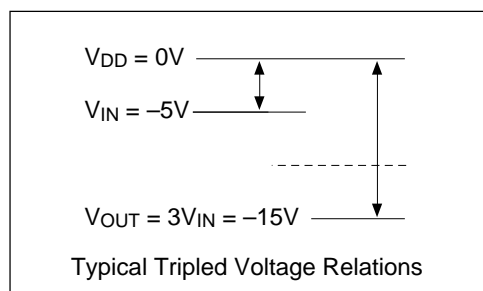 VDD = 0V
VIN = –5V
VOUT = 3VIN = –15V
Typical Tripled Voltage Relations